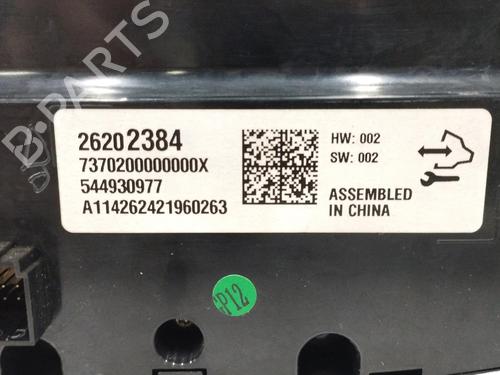 B-PARTS
26202384
7370200000000X
544930977
A114262421960263
HW: 002
SW: 002
ASSEMBLED
IN CHINA
P12